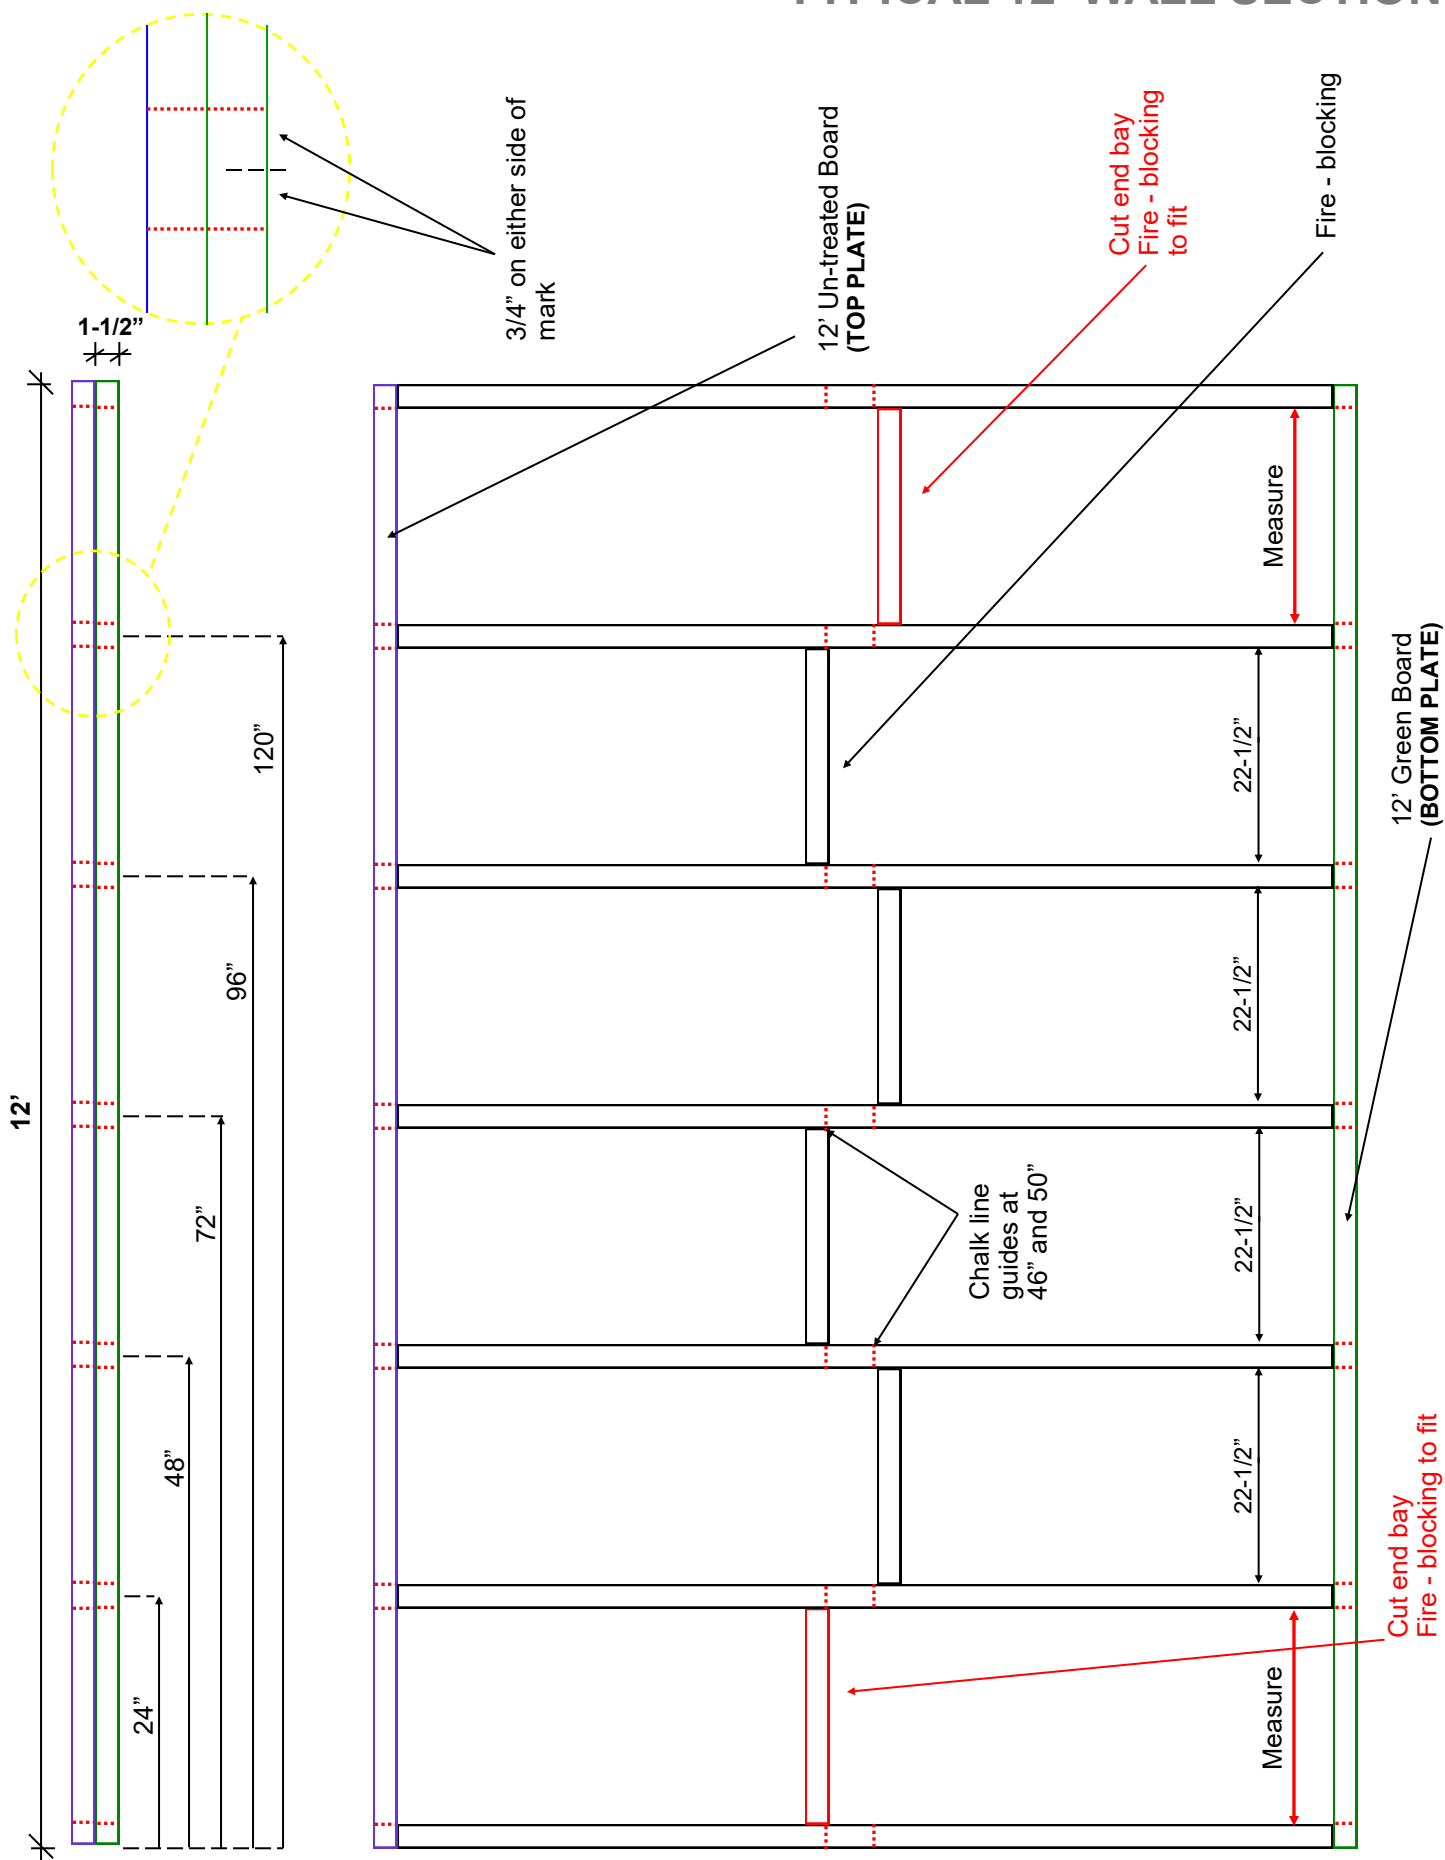 TYPICAL 12' WALL SECTION
12’
1-1/2”
3/4” on either side of
mark
24”
48”
72”
96”
120”
12’ Un-treated Board
(TOP PLATE)
Cut end bay
Fire - blocking
to fit
Fire - blocking
Chalk line
guides at
46” and 50”
Measure
22-1/2”
22-1/2”
22-1/2”
22-1/2”
Measure
Cut end bay
Fire - blocking to fit
12’ Green Board
(BOTTOM PLATE)